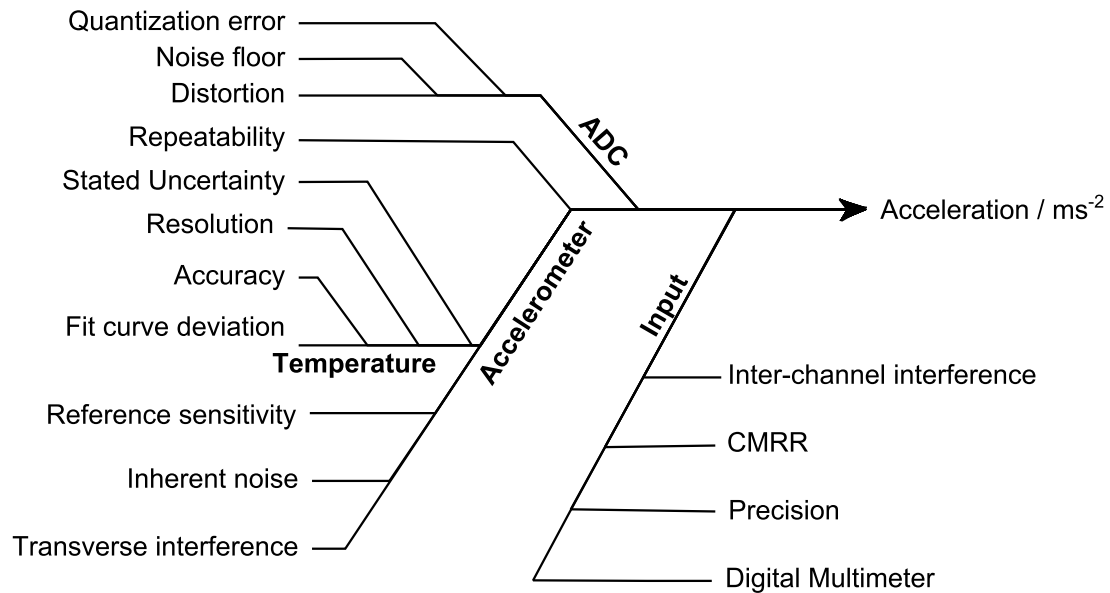 Quantization error
Noise floor
Distortion
ADC
Repeatability
Stated Uncertainty
Acceleration / ms⁻²
Resolution
Accelerometer
Input
Accuracy
Fit curve deviation
Temperature
Inter-channel interference
Reference sensitivity
CMRR
Inherent noise
Precision
Transverse interference
Digital Multimeter